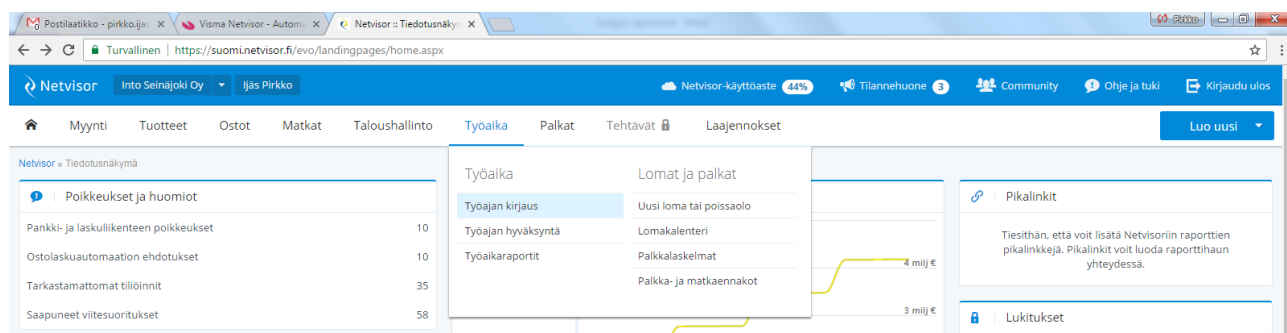 Postilaatikko - pirkko.ijas Visma Netvisor - Automa Netvisor :: Tiedotusnäkyn Pirkko
Turvallinen https://suomi.netvisor.fi/evo/landingpages/home.aspx
Netvisor Into Seinäjoki Oy Ijäs Pirkko Netvisor-käyttöaste 44% Tilannehuone 3 Community Ohje ja tuki Kirjaudu ulos
Myynti Tuotteet Ostot Matkat Taloushallinto Työaika Palkat Tehtävät Laajennokset Luo uusi
Netvisor » Tiedotusnäkymä
Työaika Lomat ja palkat
Poikkeukset ja huomiot Pikalinkit
Työajan kirjaus Uusi loma tai poissaolo
Pankki- ja laskuliikenteen poikkeukset 10
Työajan hyväksyntä Lomakalenteri
Tiesithän, että voit lisätä Netvisoriin raporttien
pikalinkkejä. Pikalinkit voit luoda raporttihaun
yhteydessä.
Ostolaskuautomaation ehdotukset 10
Työaikaraportit Palkkalaskelmat
4 milj €
Palkka- ja matkaennakot
Tarkastamattomat tiliöinnit 35
Saapuneet viitesuoritukset 58
3 milj €
Lukitukset